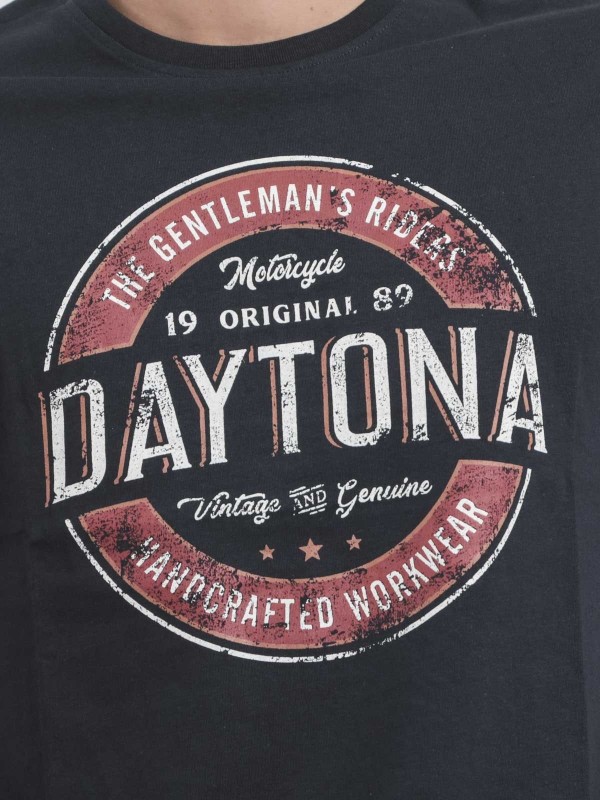 THE GENTLEMAN'S RIDERS
Motorcycle
19 ORIGINAL 89
DAYTONA
Vintage AND Genuine
HANDCRAFTED WORKWEAR